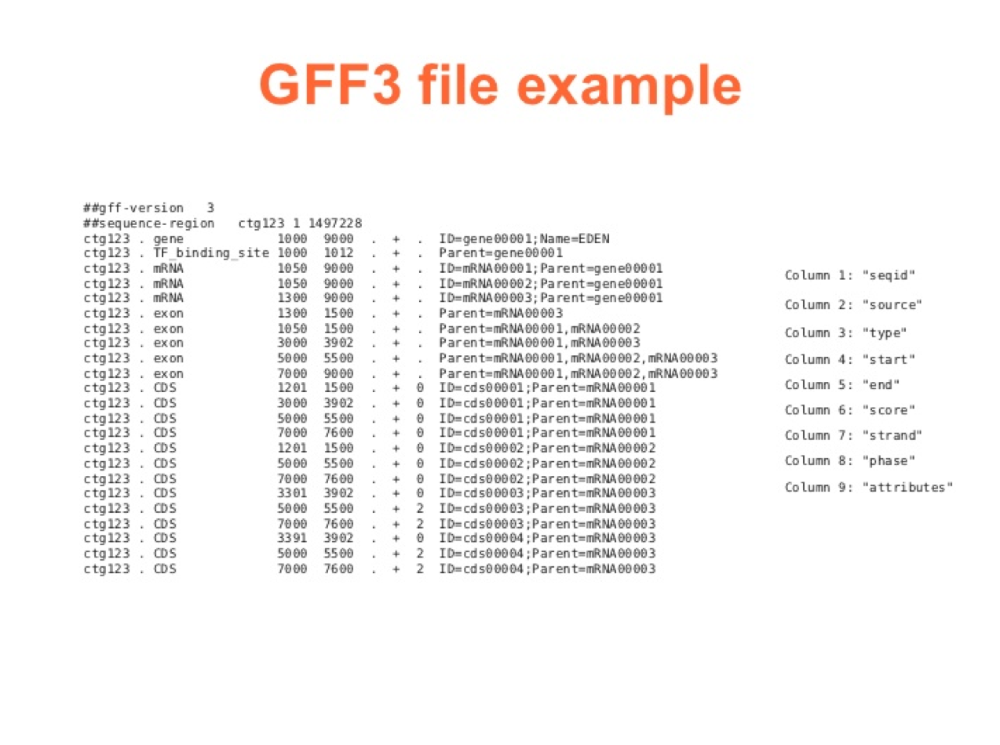 GFF3 file example
##gff-version   3
##sequence-region   ctg123 1 1497228
ctg123 . gene            1000  9000  .  +  .  ID=gene00001;Name=EDEN
ctg123 . TF_binding_site 1000  1012  .  +  .  Parent=gene00001
ctg123 . mRNA            1050  9000  .  +  .  ID=mRNA00001;Parent=gene00001
ctg123 . mRNA            1050  9000  .  +  .  ID=mRNA00002;Parent=gene00001
ctg123 . mRNA            1300  9000  .  +  .  ID=mRNA00003;Parent=gene00001
ctg123 . exon            1300  1500  .  +  .  Parent=mRNA00003
ctg123 . exon            1050  1500  .  +  .  Parent=mRNA00001,mRNA00002
ctg123 . exon            3000  3902  .  +  .  Parent=mRNA00001,mRNA00003
ctg123 . exon            5000  5500  .  +  .  Parent=mRNA00001,mRNA00002,mRNA00003
ctg123 . exon            7000  9000  .  +  .  Parent=mRNA00001,mRNA00002,mRNA00003
ctg123 . CDS             1201  1500  .  +  0  ID=cds00001;Parent=mRNA00001
ctg123 . CDS             3000  3902  .  +  0  ID=cds00001;Parent=mRNA00001
ctg123 . CDS             5000  5500  .  +  0  ID=cds00001;Parent=mRNA00001
ctg123 . CDS             7000  7600  .  +  0  ID=cds00001;Parent=mRNA00001
ctg123 . CDS             1201  1500  .  +  0  ID=cds00002;Parent=mRNA00002
ctg123 . CDS             5000  5500  .  +  0  ID=cds00002;Parent=mRNA00002
ctg123 . CDS             7000  7600  .  +  0  ID=cds00002;Parent=mRNA00002
ctg123 . CDS             3301  3902  .  +  0  ID=cds00003;Parent=mRNA00003
ctg123 . CDS             5000  5500  .  +  2  ID=cds00003;Parent=mRNA00003
ctg123 . CDS             7000  7600  .  +  2  ID=cds00003;Parent=mRNA00003
ctg123 . CDS             3391  3902  .  +  0  ID=cds00004;Parent=mRNA00003
ctg123 . CDS             5000  5500  .  +  2  ID=cds00004;Parent=mRNA00003
ctg123 . CDS             7000  7600  .  +  2  ID=cds00004;Parent=mRNA00003
Column 1: "seqid"
Column 2: "source"
Column 3: "type"
Column 4: "start"
Column 5: "end"
Column 6: "score"
Column 7: "strand"
Column 8: "phase"
Column 9: "attributes"